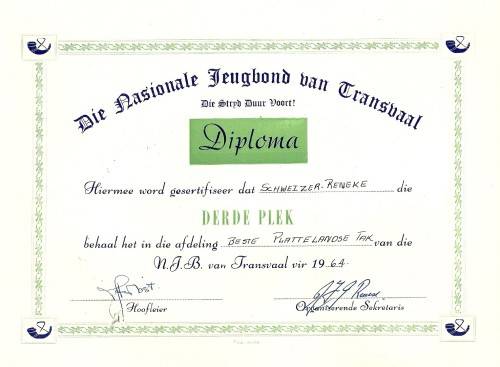 Die Nasionale Jeugbond van Transvaal
Die Stryd Duur Voort!
Diploma
Hiermee word gesertifiseer dat SCHWEIZER-RENEKE die
DERDE PLEK
behaal het in die afdeling BESTE PLATTELANDSE TAK van die
N.J.B. van Transvaal vir 1964.
Hoofleier Organiserende Sekretaris